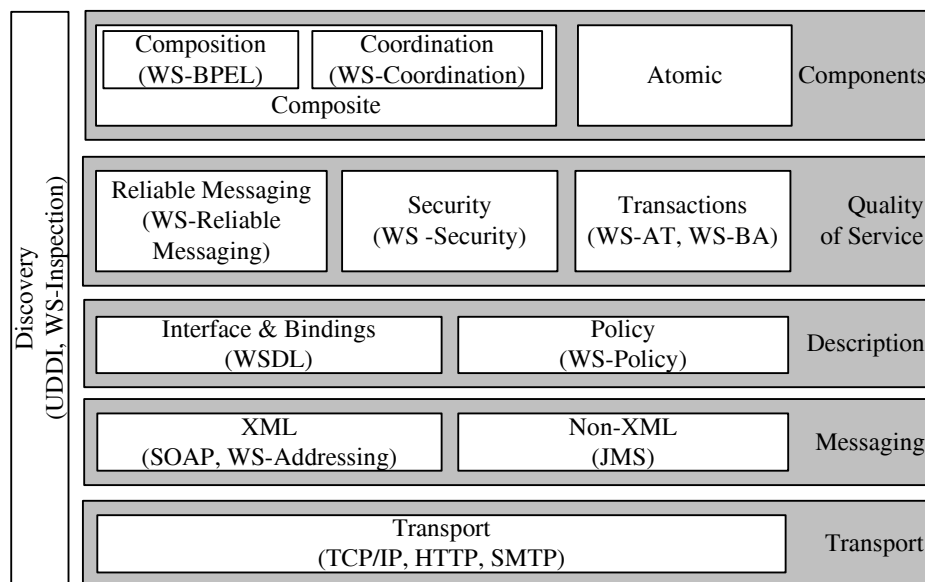 Discovery
(UDDI, WS-Inspection)
Composition
(WS-BPEL)
Coordination
(WS-Coordination)
Composite
Atomic
Components
Reliable Messaging
(WS-Reliable
Messaging)
Security
(WS -Security)
Transactions
(WS-AT, WS-BA)
Quality
of Service
Interface & Bindings
(WSDL)
Policy
(WS-Policy)
Description
XML
(SOAP, WS-Addressing)
Non-XML
(JMS)
Messaging
Transport
(TCP/IP, HTTP, SMTP)
Transport